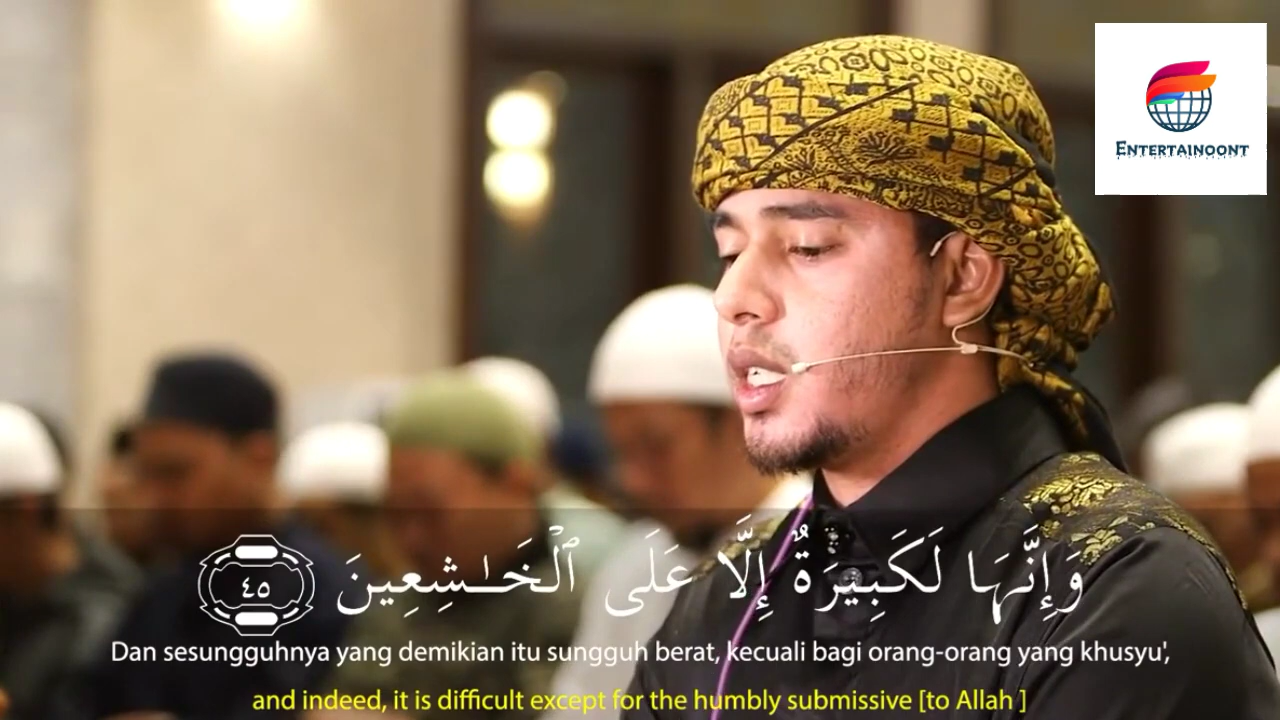 ENTERTAINOONT
وَإِنَّهَا لَكَبِيرَةٌ إِلَّا عَلَى ٱلْخَـٰشِعِينَ ٤٥
Dan sesungguhnya yang demikian itu sungguh berat, kecuali bagi orang-orang yang khusyu',
and indeed, it is difficult except for the humbly submissive [to Allah ]